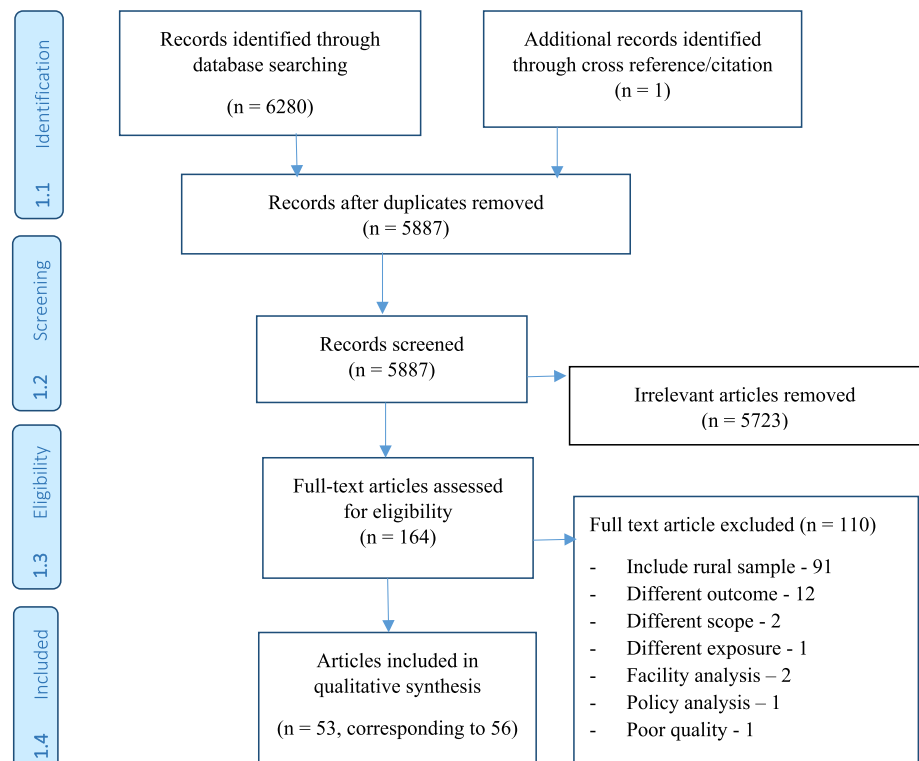 1.1 Identification
Records identified through
database searching
(n = 6280)
Additional records identified
through cross reference/citation
(n = 1)
Records after duplicates removed
(n = 5887)
1.2 Screening
Records screened
(n = 5887)
Irrelevant articles removed
(n = 5723)
1.3 Eligibility
Full-text articles assessed
for eligibility
(n = 164)
Full text article excluded (n = 110)
- Include rural sample - 91
- Different outcome - 12
- Different scope - 2
- Different exposure - 1
- Facility analysis – 2
- Policy analysis – 1
- Poor quality - 1
1.4 Included
Articles included in
qualitative synthesis
(n = 53, corresponding to 56)